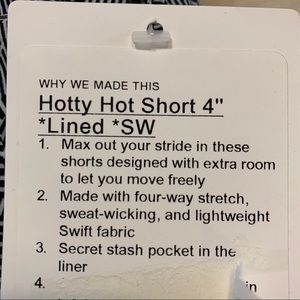 WHY WE MADE THIS
Hotty Hot Short 4"
*Lined *SW
1. Max out your stride in these
shorts designed with extra room
to let you move freely
2. Made with four-way stretch,
sweat-wicking, and lightweight
Swift fabric
3. Secret stash pocket in the
liner
4. in